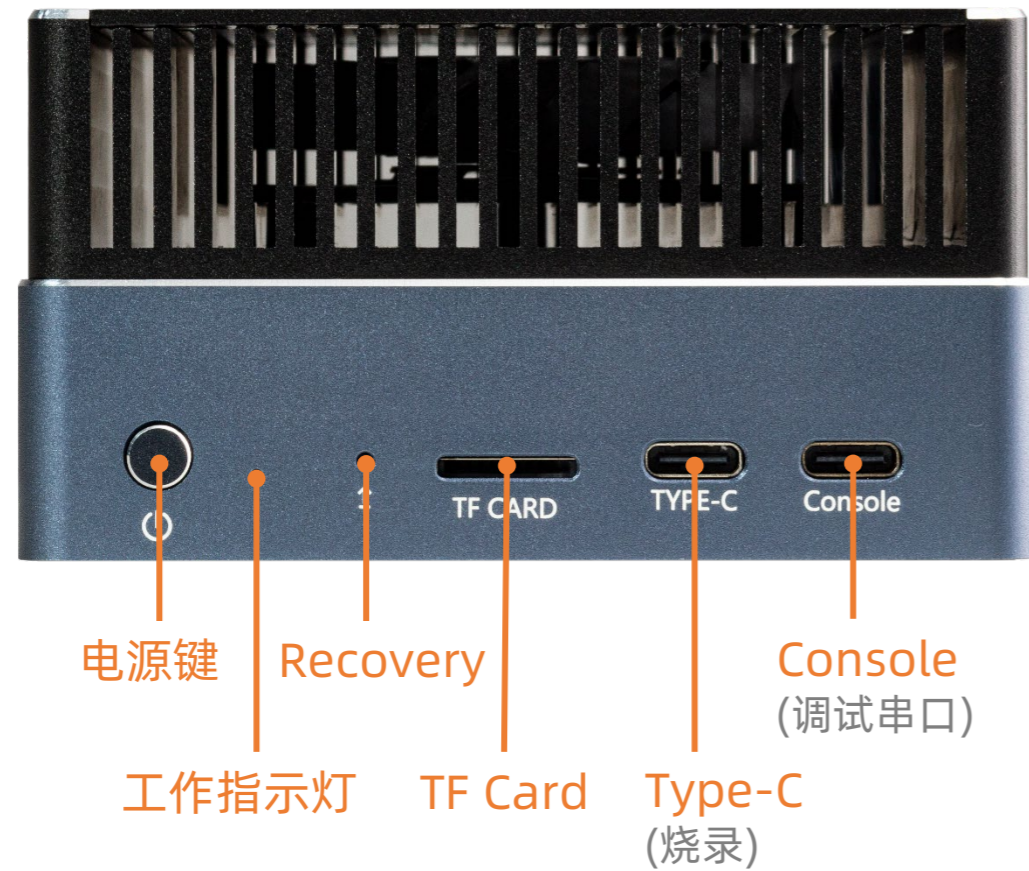 TF CARD
TYPE-C
Console
电源键
Recovery
Console
(调试串口)
工作指示灯
TF Card
Type-C
(烧录)